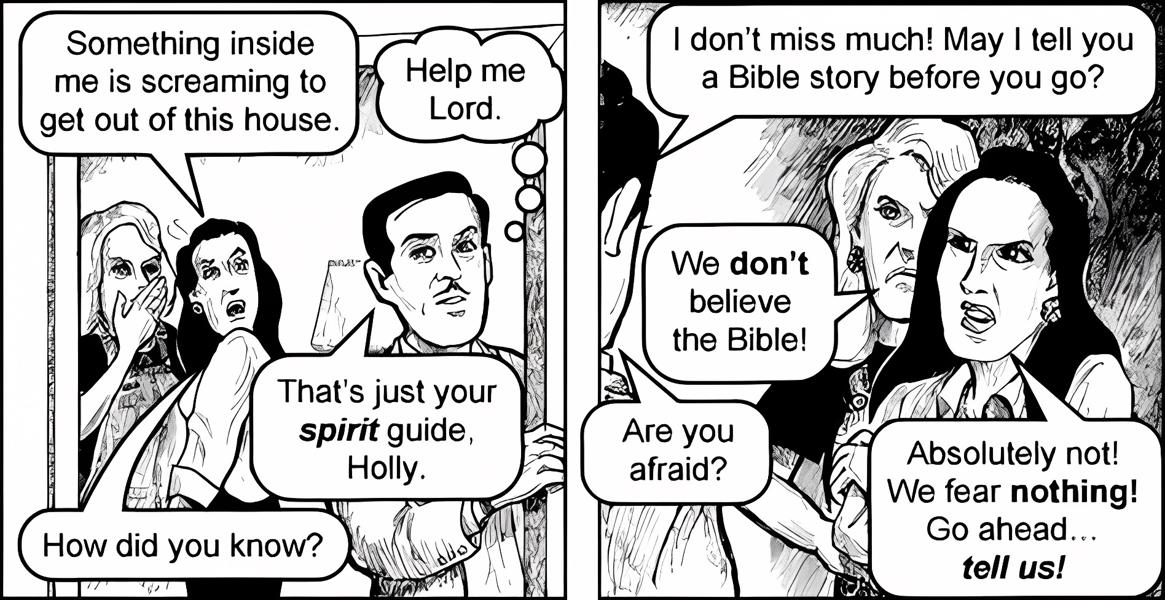 Something inside
me is screaming to
get out of this house.
Help me
Lord.
That's just your
spirit guide,
Holly.
How did you know?
I don't miss much! May I tell you
a Bible story before you go?
We don't
believe
the Bible!
Are you
afraid?
Absolutely not!
We fear nothing!
Go ahead...
tell us!